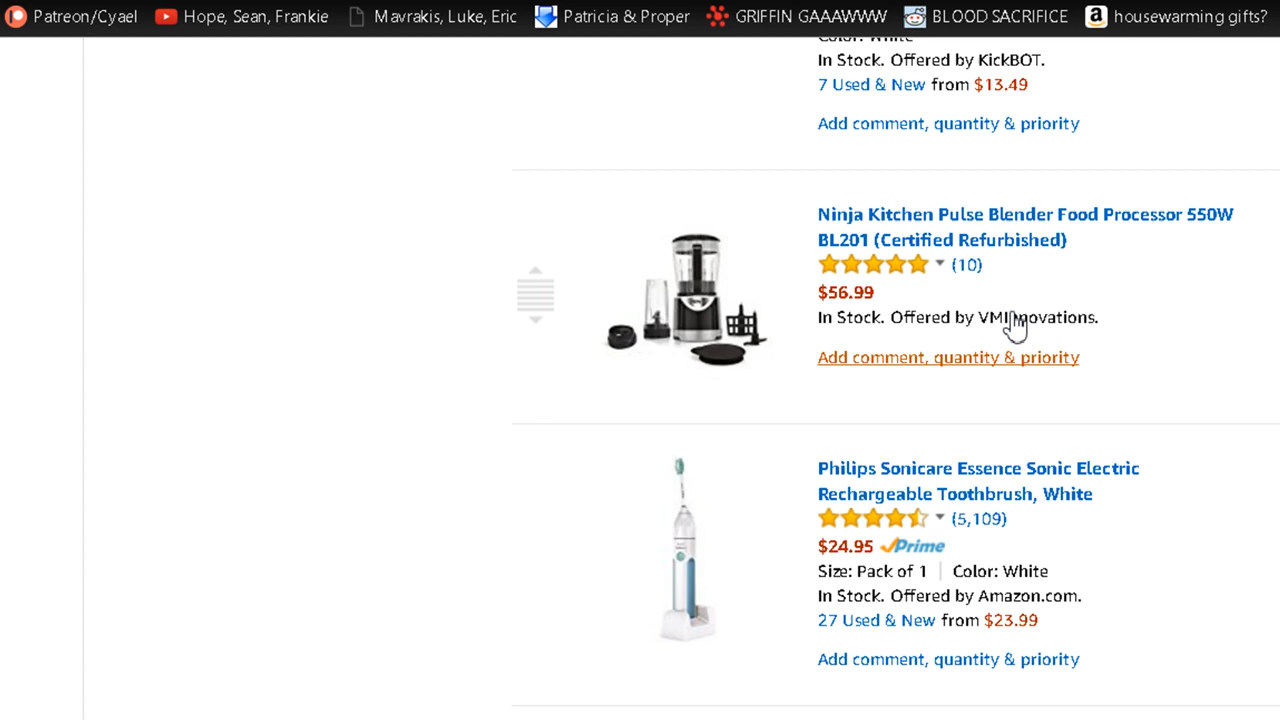 Patreon/Cyael Hope, Sean, Frankie Mavrakis, Luke, Eric Patricia & Proper GRIFFIN GAAAWWW BLOOD SACRIFICE housewarming gifts?
Color: White
In Stock. Offered by KickBOT.
7 Used & New from $13.49
Add comment, quantity & priority
Ninja Kitchen Pulse Blender Food Processor 550W
BL201 (Certified Refurbished)
(10)
$56.99
In Stock. Offered by VMInnovations.
Add comment, quantity & priority
Philips Sonicare Essence Sonic Electric
Rechargeable Toothbrush, White
(5,109)
$24.95 Prime
Size: Pack of 1 | Color: White
In Stock. Offered by Amazon.com.
27 Used & New from $23.99
Add comment, quantity & priority